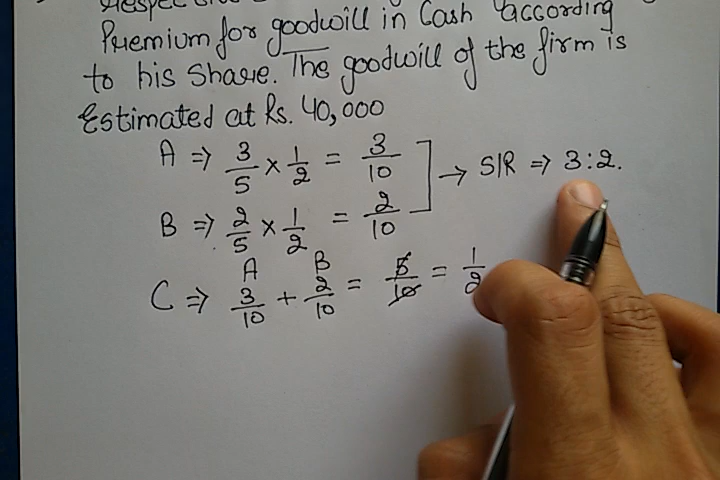 Premium for goodwill in Cash according
to his Share. The goodwill of the firm is
Estimated at Rs. 40,000
A ⇒ 3/5 × 1/2 = 3/10
→ S/R ⇒ 3:2.
B ⇒ 2/5 × 1/2 = 2/10
A B
C ⇒ 3/10 + 2/10 = 5/10 = 1/2